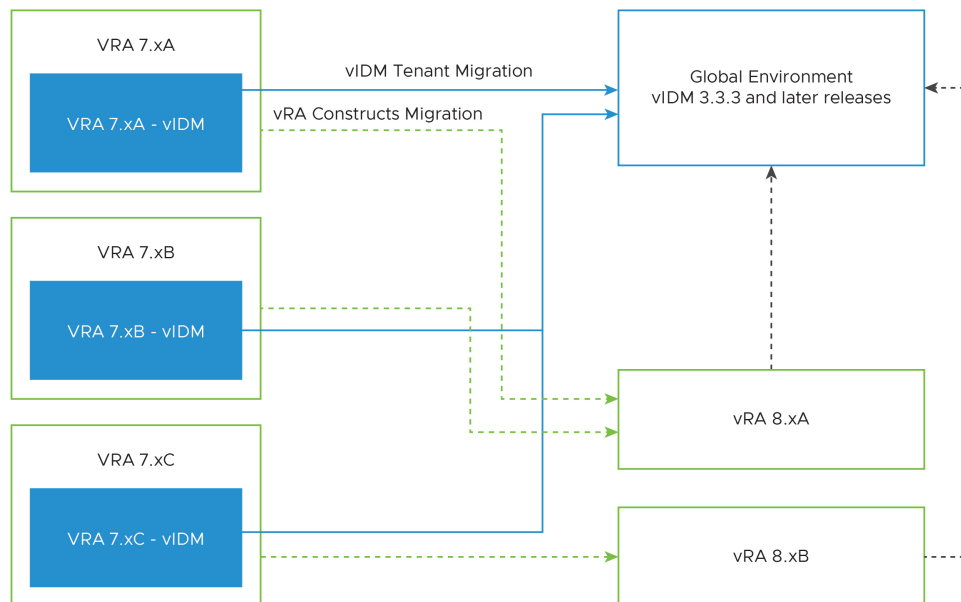 VRA 7.xA
VRA 7.xA - vIDM
vIDM Tenant Migration
vRA Constructs Migration
Global Environment
vIDM 3.3.3 and later releases
VRA 7.xB
VRA 7.xB - vIDM
vRA 8.xA
VRA 7.xC
VRA 7.xC - vIDM
vRA 8.xB